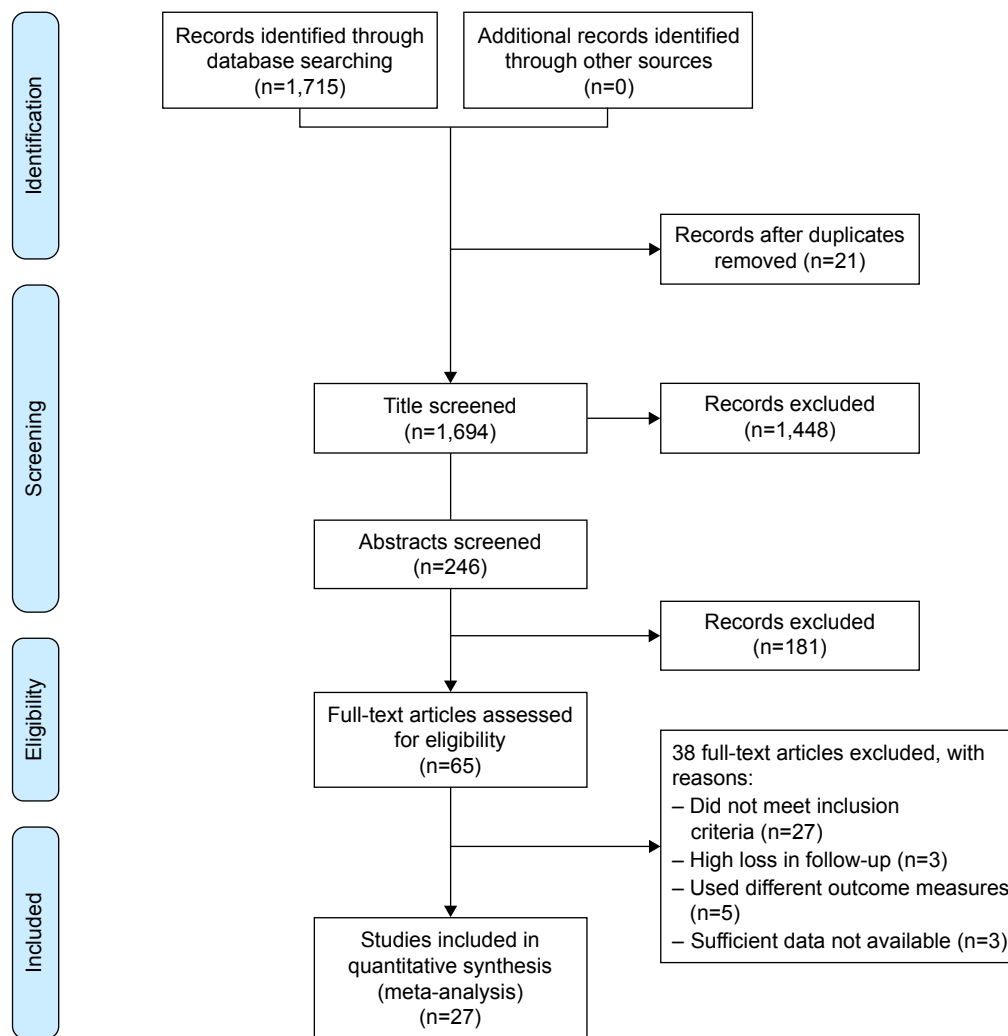 Identification
Records identified through
database searching
(n=1,715)
Additional records identified
through other sources
(n=0)
Records after duplicates
removed (n=21)
Screening
Title screened
(n=1,694)
Records excluded
(n=1,448)
Abstracts screened
(n=246)
Records excluded
(n=181)
Eligibility
Full-text articles assessed
for eligibility
(n=65)
38 full-text articles excluded, with
reasons:
– Did not meet inclusion
criteria (n=27)
– High loss in follow-up (n=3)
– Used different outcome measures
(n=5)
– Sufficient data not available (n=3)
Included
Studies included in
quantitative synthesis
(meta-analysis)
(n=27)